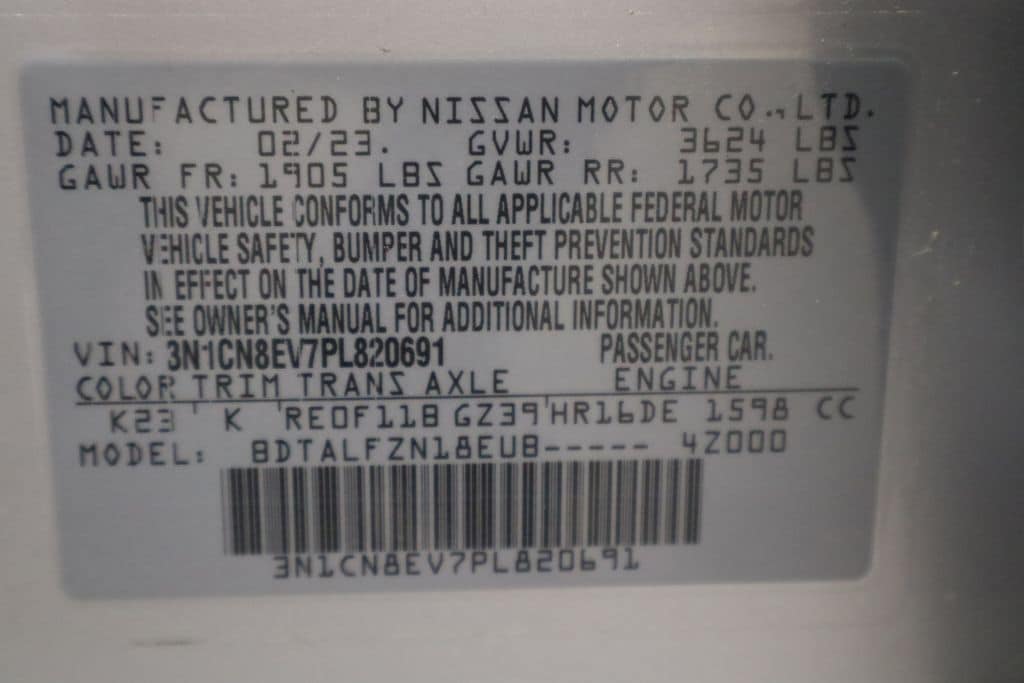 MANUFACTURED BY NISSAN MOTOR CO.,LTD.
DATE: 02/23. GVWR: 3624 LBS
GAWR FR: 1905 LBS GAWR RR: 1735 LBS
THIS VEHICLE CONFORMS TO ALL APPLICABLE FEDERAL MOTOR
VEHICLE SAFETY, BUMPER AND THEFT PREVENTION STANDARDS
IN EFFECT ON THE DATE OF MANUFACTURE SHOWN ABOVE.
SEE OWNER'S MANUAL FOR ADDITIONAL INFORMATION.
VIN: 3N1CN8EV7PL820691 PASSENGER CAR.
COLOR TRIM TRANS AXLE ENGINE
K23 ' K 'RE0F11B GZ39'HR16DE 1598 CC
MODEL: BDTALFZN18EUB----- 4Z000
3N1CN8EV7PL820691